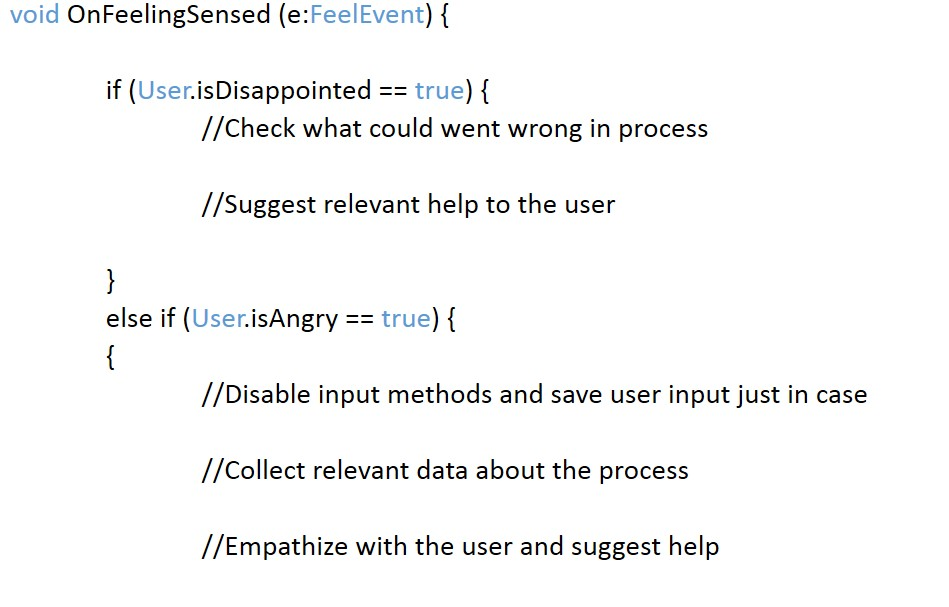 void OnFeelingSensed (e:FeelEvent) {
if (User.isDisappointed == true) {
//Check what could went wrong in process
//Suggest relevant help to the user
}
else if (User.isAngry == true) {
{
//Disable input methods and save user input just in case
//Collect relevant data about the process
//Empathize with the user and suggest help